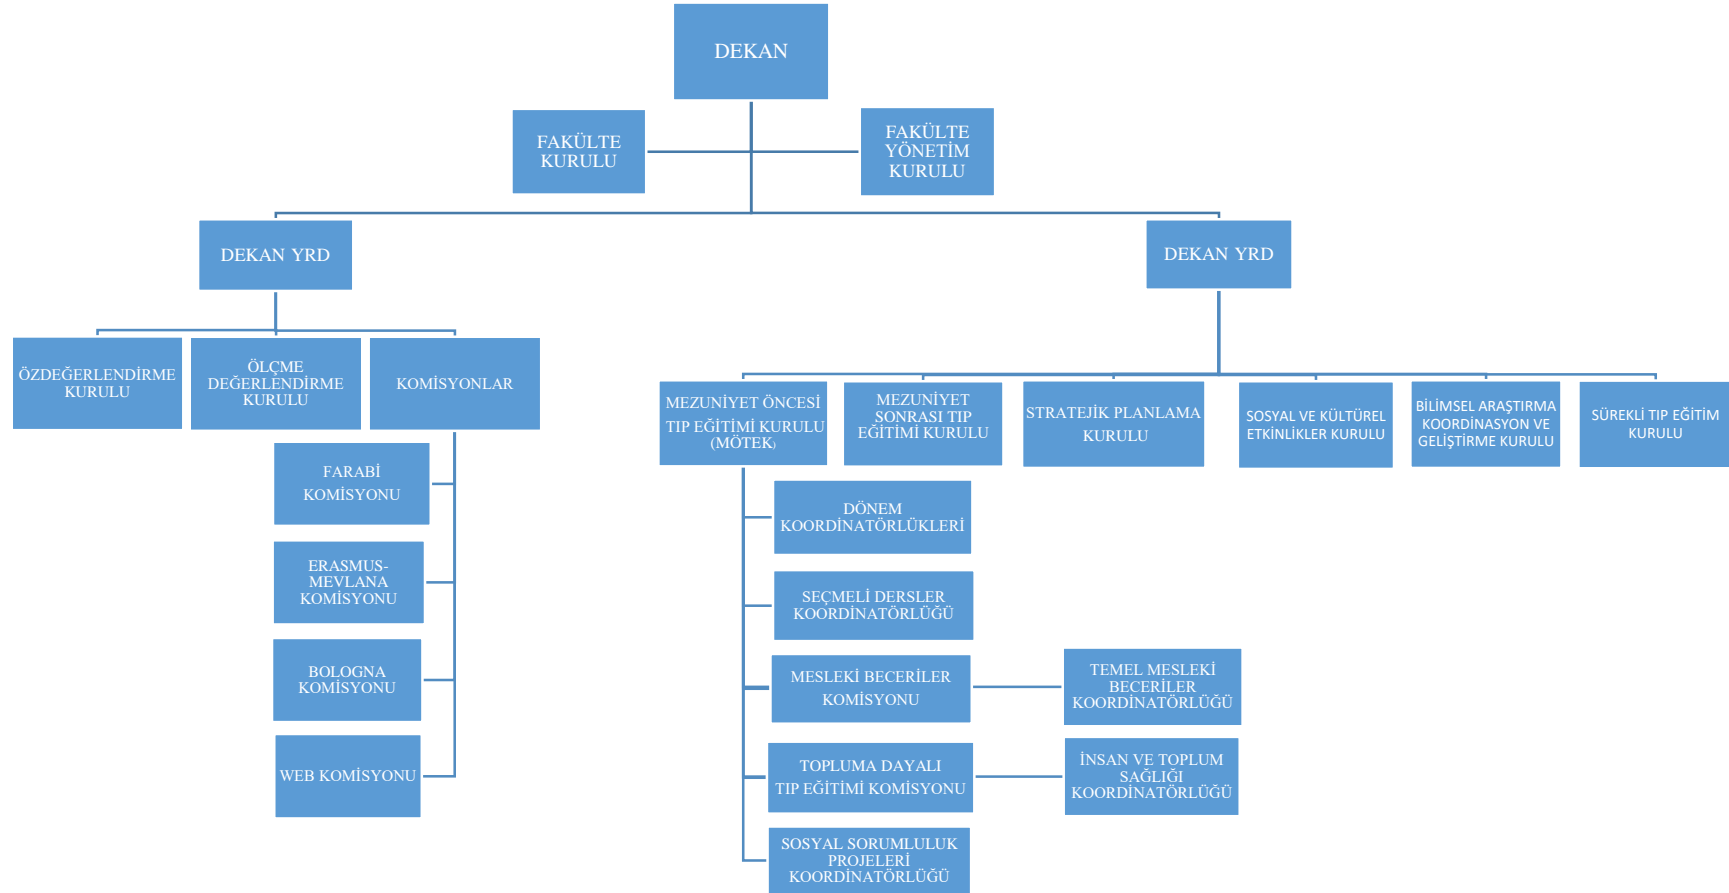 DEKAN
FAKÜLTE
KURULU
FAKÜLTE
YÖNETİM
KURULU
DEKAN YRD
DEKAN YRD
ÖZDEĞERLENDİRME
KURULU
ÖLÇME
DEĞERLENDİRME
KURULU
KOMİSYONLAR
FARABİ
KOMİSYONU
ERASMUS-
MEVLANA
KOMİSYONU
BOLOGNA
KOMİSYONU
WEB KOMİSYONU
MEZUNİYET ÖNCESİ
TIP EĞİTİMİ KURULU
(MÖTEK)
MEZUNİYET
SONRASI TIP
EĞİTİMİ KURULU
STRATEJİK PLANLAMA
KURULU
SOSYAL VE KÜLTÜREL
ETKİNLİKLER KURULU
BİLİMSEL ARAŞTIRMA
KOORDİNASYON VE
GELİŞTİRME KURULU
SÜREKLİ TIP EĞİTİM
KURULU
DÖNEM
KOORDİNATÖRLÜKLERİ
SEÇMELİ DERSLER
KOORDİNATÖRLÜĞÜ
MESLEKİ BECERİLER
KOMİSYONU
TEMEL MESLEKİ
BECERİLER
KOORDİNATÖRLÜĞÜ
TOPLUMA DAYALI
TIP EĞİTİMİ KOMİSYONU
İNSAN VE TOPLUM
SAĞLIĞI
KOORDİNATÖRLÜĞÜ
SOSYAL SORUMLULUK
PROJELERİ
KOORDİNATÖRLÜĞÜ